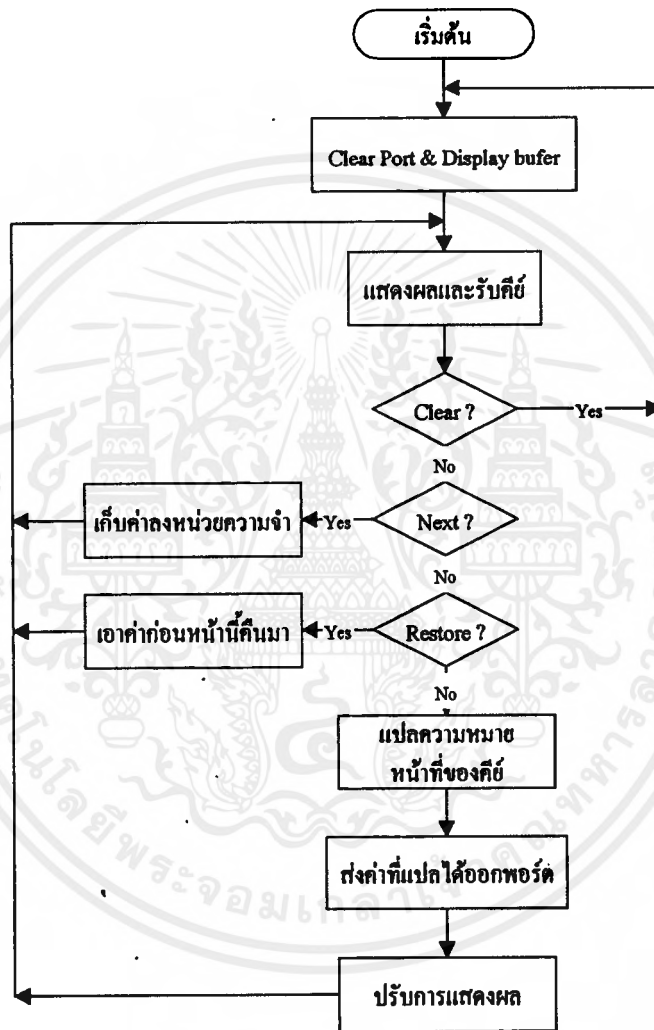 เริ่มต้น
Clear Port & Display bufer
แสดงผลและรับคีย์
Clear ?
Yes
No
เก็บค่าลงหน่วยความจำ
Yes
Next ?
No
เอาค่าก่อนหน้านี้คืนมา
Yes
Restore ?
No
แปลความหมาย
หน้าที่ของคีย์
ส่งค่าที่แปลได้ออกพอร์ต
ปรับการแสดงผล